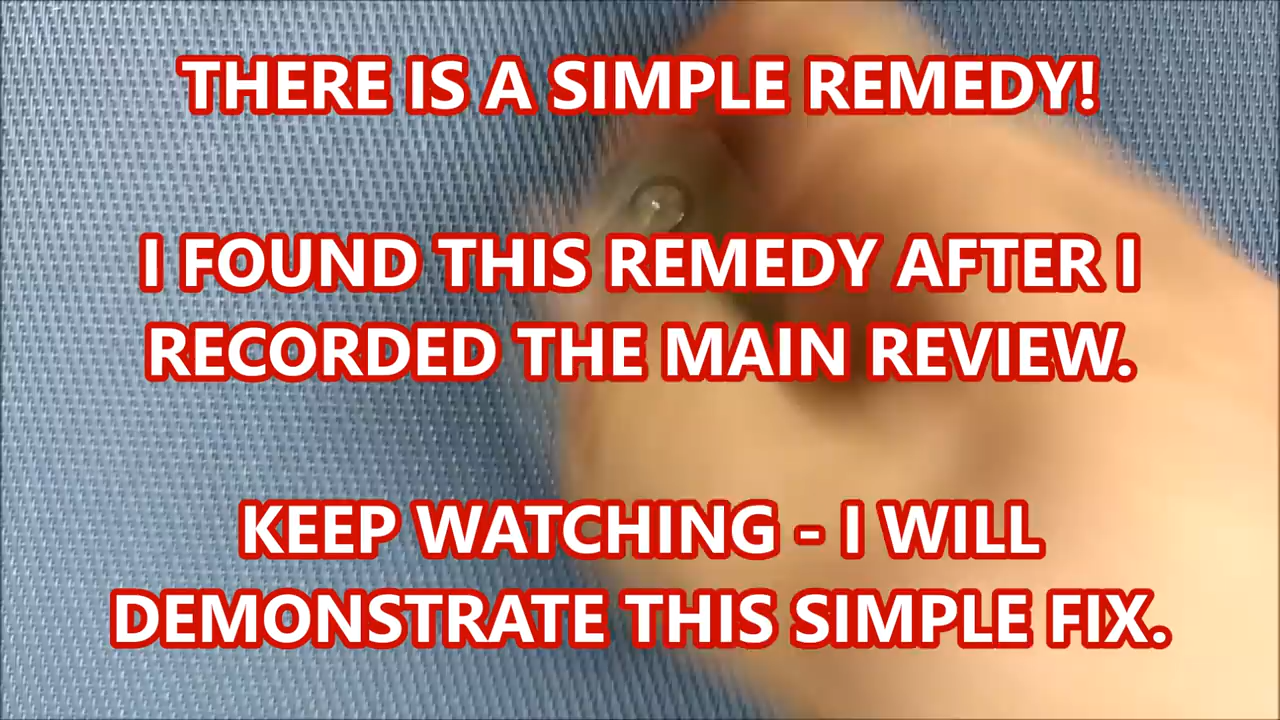 THERE IS A SIMPLE REMEDY!
I FOUND THIS REMEDY AFTER I
RECORDED THE MAIN REVIEW.
KEEP WATCHING - I WILL
DEMONSTRATE THIS SIMPLE FIX.